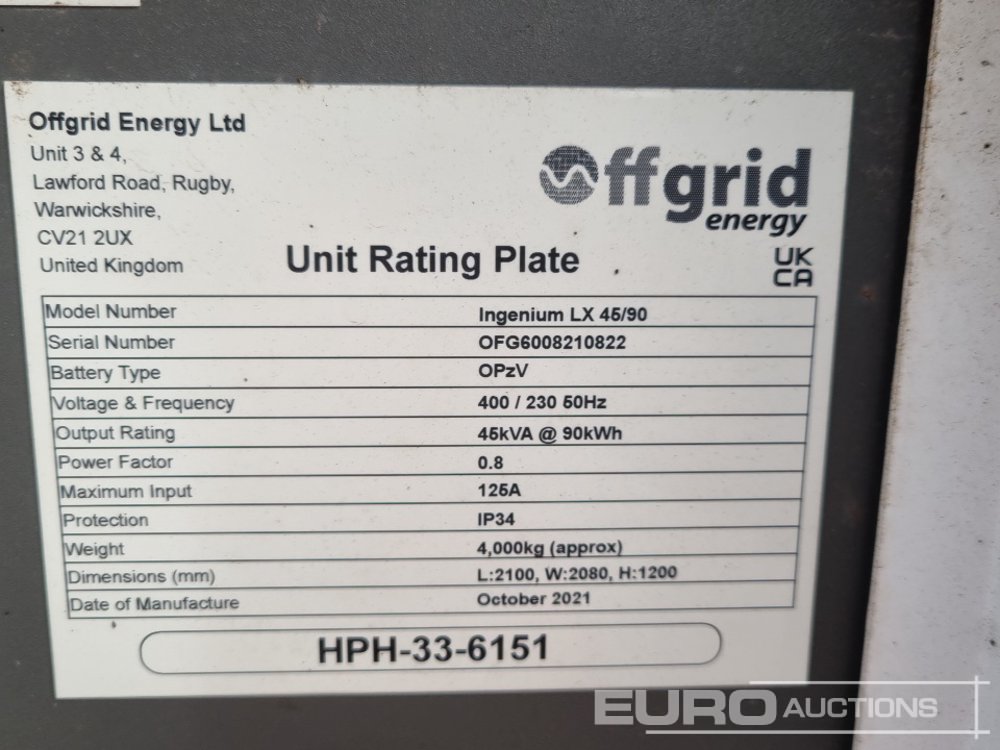 Offgrid Energy Ltd
Unit 3 & 4,
Lawford Road, Rugby,
Warwickshire,
CV21 2UX
United Kingdom
Offgrid
energy
Unit Rating Plate
UK
CA
Model Number Ingenium LX 45/90
Serial Number OFG6008210822
Battery Type OPzV
Voltage & Frequency 400 / 230 50Hz
Output Rating 45kVA @ 90kWh
Power Factor 0.8
Maximum Input 125A
Protection IP34
Weight 4,000kg (approx)
Dimensions (mm) L:2100, W:2080, H:1200
Date of Manufacture October 2021
HPH-33-6151
EURO AUCTIONS